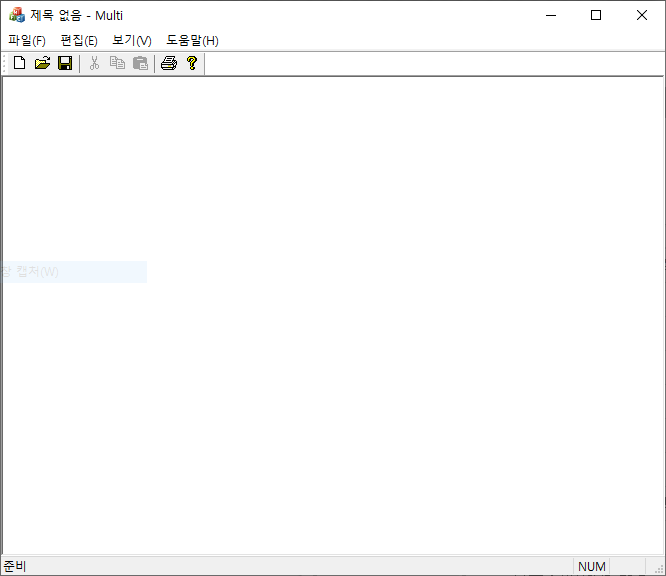 제목 없음 - Multi
파일(F) 편집(E) 보기(V) 도움말(H)
장 캡처(W)
준비 NUM